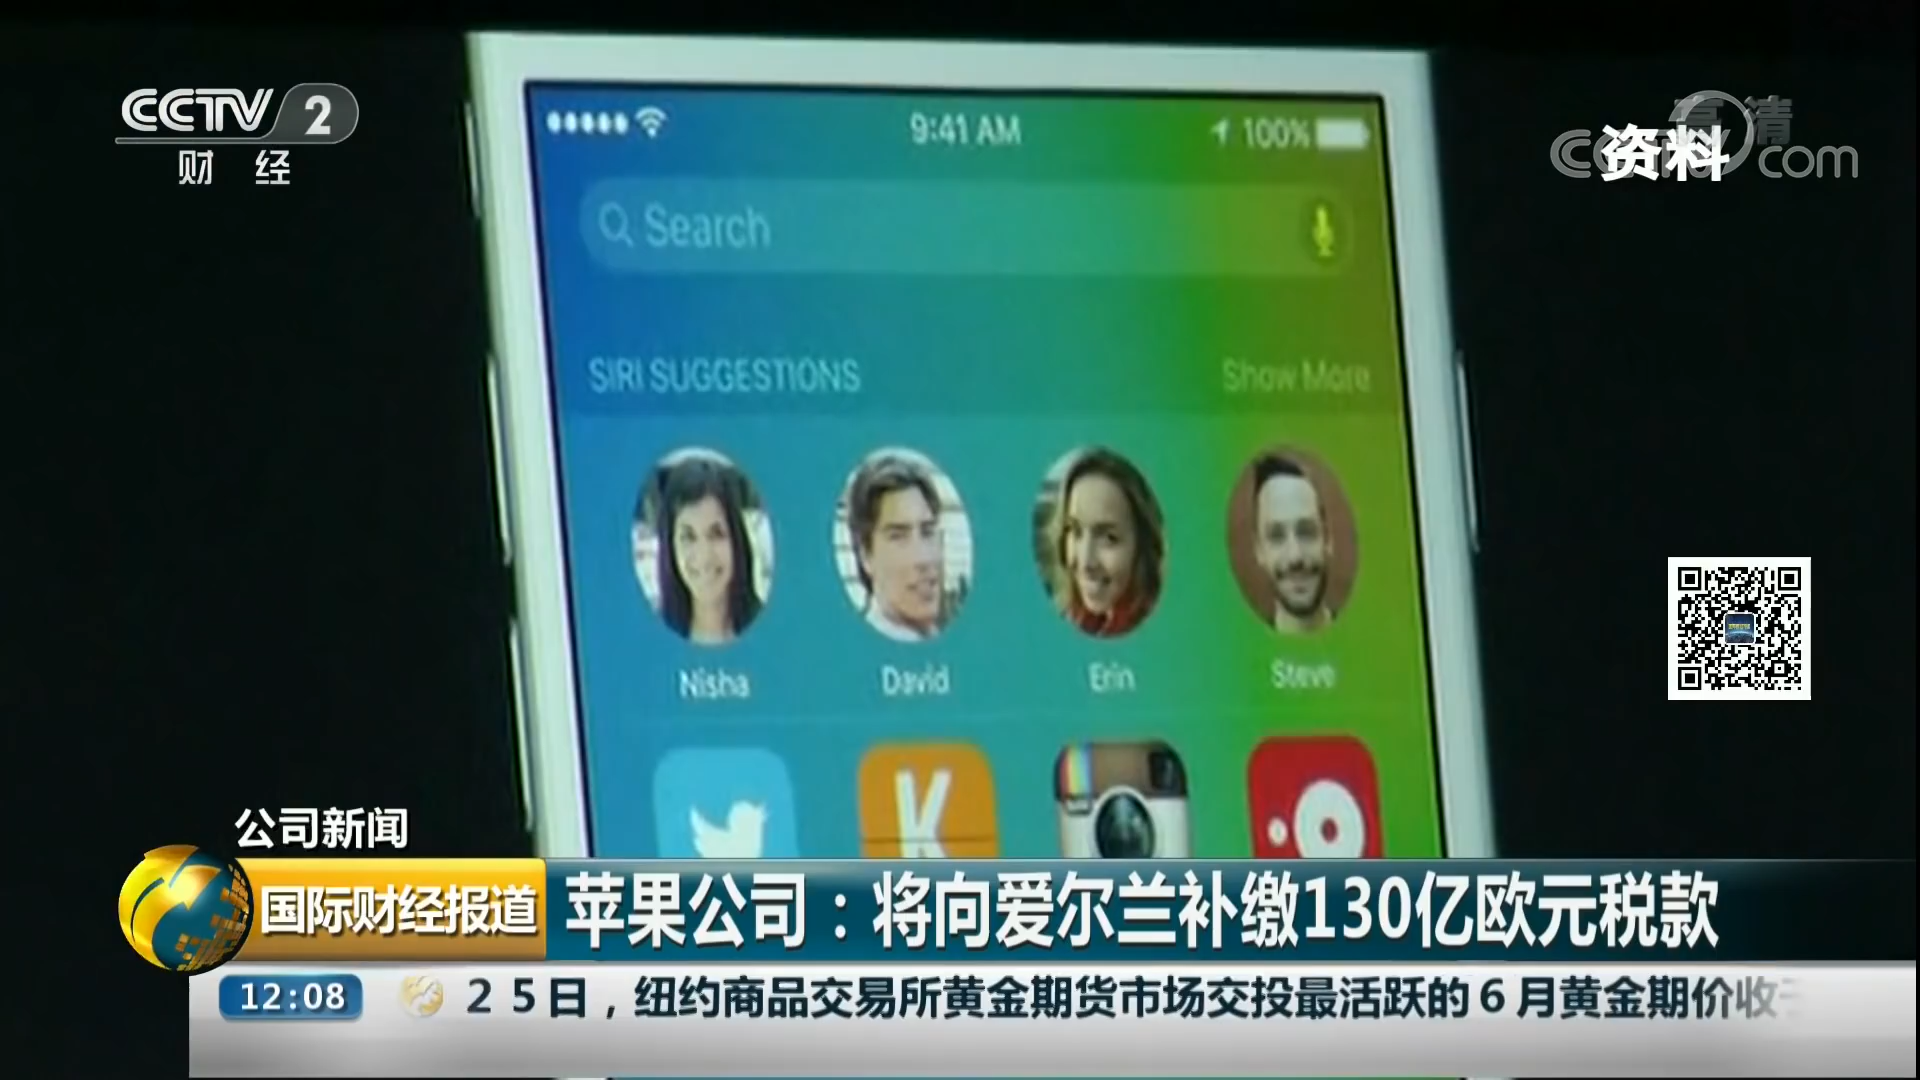 CCTV 2
财 经
高清
资料
com
9:41 AM
100%
Search
SIRI SUGGESTIONS
Show More
Nisha
David
Erin
Steve
K
公司新闻
国际财经报道
苹果公司：将向爱尔兰补缴130亿欧元税款
12:08
25日，纽约商品交易所黄金期货市场交投最活跃的6月黄金期价收